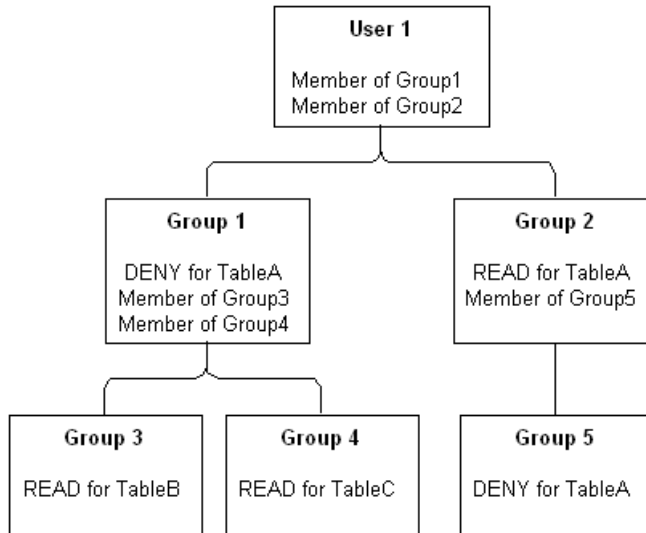 User 1
Member of Group1
Member of Group2
Group 1
DENY for TableA
Member of Group3
Member of Group4
Group 2
READ for TableA
Member of Group5
Group 3
READ for TableB
Group 4
READ for TableC
Group 5
DENY for TableA